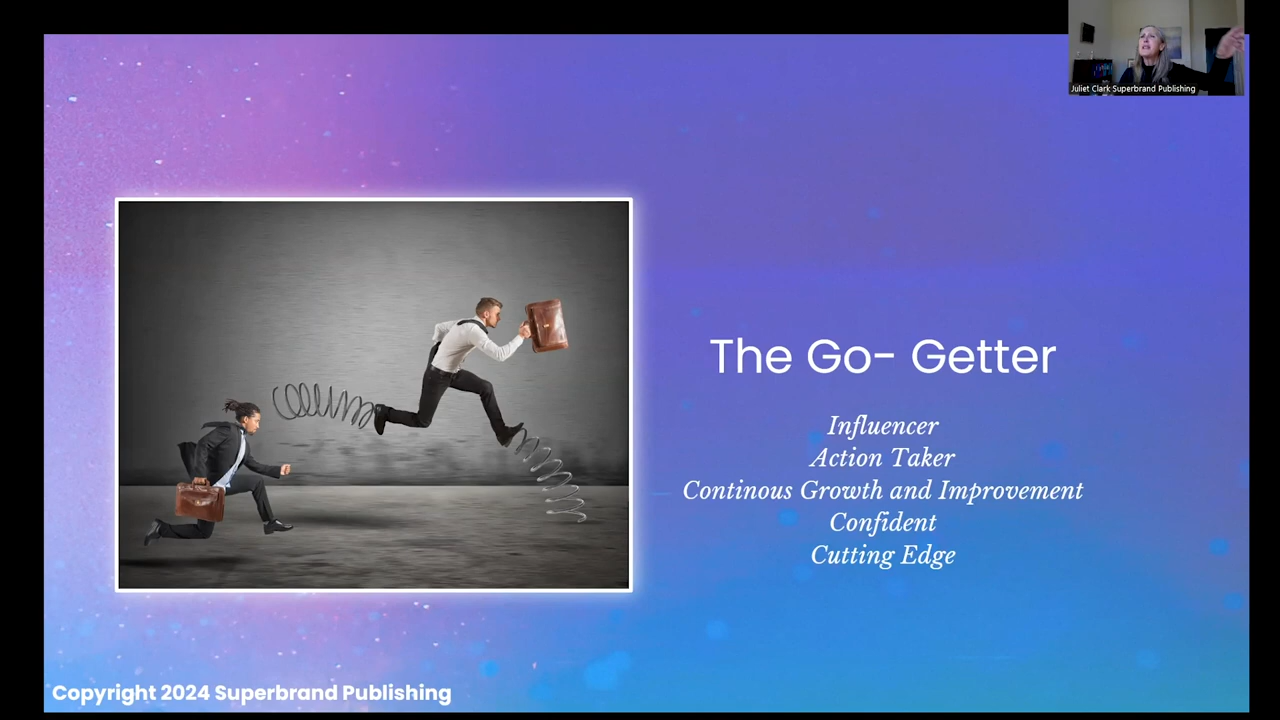 Juliet Clark Superbrand Publishing
The Go- Getter
Influencer
Action Taker
Continous Growth and Improvement
Confident
Cutting Edge
Copyright 2024 Superbrand Publishing